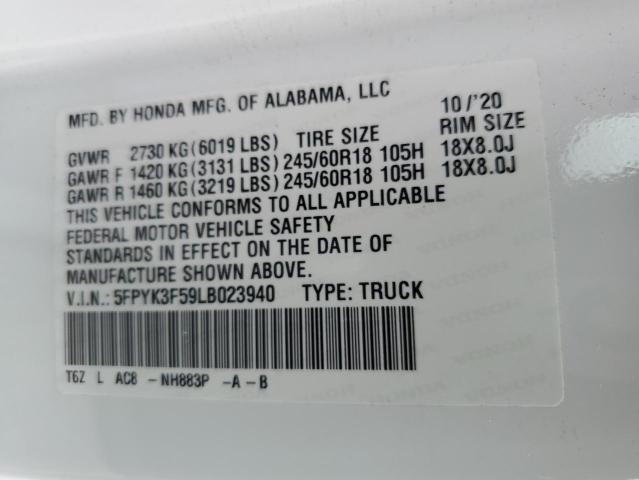 MFD. BY HONDA MFG. OF ALABAMA, LLC 10/'20
GVWR 2730 KG (6019 LBS) TIRE SIZE RIM SIZE
GAWR F 1420 KG (3131 LBS) 245/60R18 105H 18X8.0J
GAWR R 1460 KG (3219 LBS) 245/60R18 105H 18X8.0J
THIS VEHICLE CONFORMS TO ALL APPLICABLE
FEDERAL MOTOR VEHICLE SAFETY
STANDARDS IN EFFECT ON THE DATE OF
MANUFACTURE SHOWN ABOVE.
V.I.N.: 5FPYK3F59LB023940 TYPE: TRUCK
T6Z L AC8 -NH883P -A-B